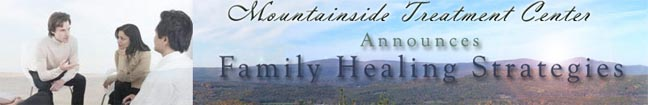 Mountainside Treatment Center
Announces
Family Healing Strategies